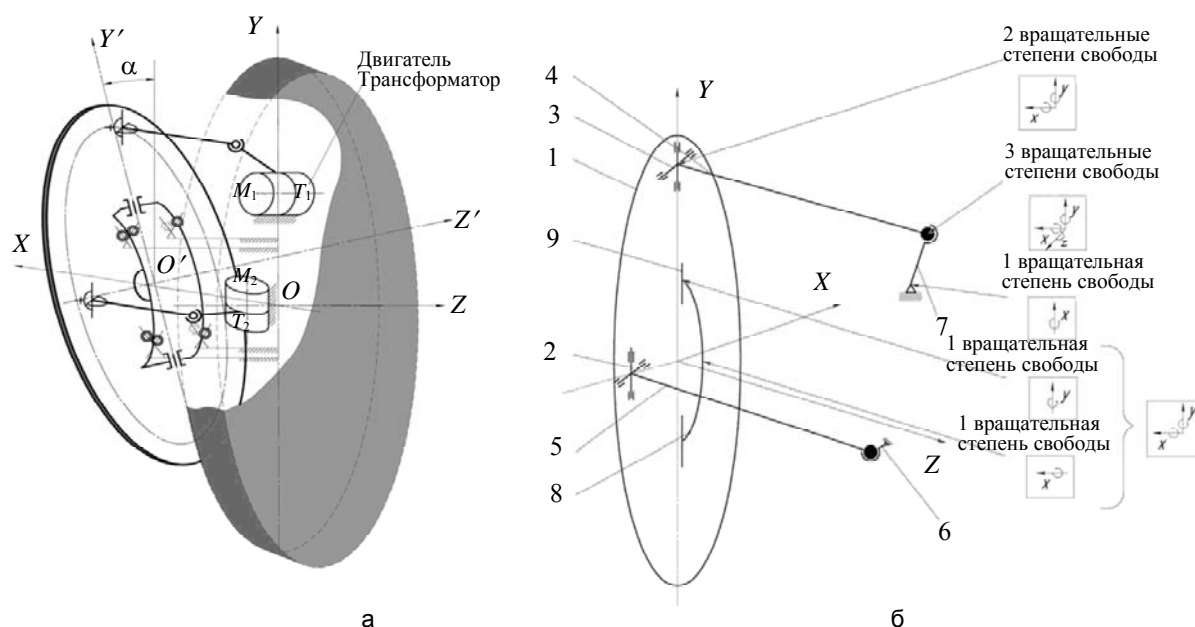 Y
Y'
α
Двигатель
Трансформатор
M1
T1
Z'
X
O'
M2
O
Z
T2
а
4
3
1
9
2
5
8
Y
X
Z
7
6
2 вращательные
степени свободы
x
y
3 вращательные
степени свободы
x
y
z
1 вращательная
степень свободы
x
1 вращательная
степень свободы
y
1 вращательная
степень свободы
x
x
y
б